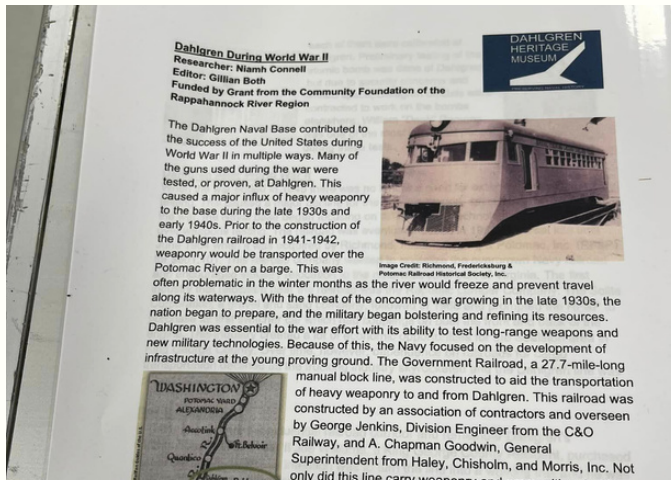 Dahlgren During World War II
Researcher: Niamh Connell
Editor: Gillian Both
Funded by Grant from the Community Foundation of the
Rappahannock River Region
DAHLGREN
HERITAGE
MUSEUM
The Dahlgren Naval Base contributed to
the success of the United States during
World War II in multiple ways. Many of
the guns used during the war were
tested, or proven, at Dahlgren. This
caused a major influx of heavy weaponry
to the base during the late 1930s and
early 1940s. Prior to the construction of
the Dahlgren railroad in 1941-1942,
weaponry would be transported over the
Potomac River on a barge. This was
Image Credit: Richmond, Fredericksburg &
Potomac Railroad Historical Society, Inc.
often problematic in the winter months as the river would freeze and prevent travel
along its waterways. With the threat of the oncoming war growing in the late 1930s, the
nation began to prepare, and the military began bolstering and refining its resources.
Dahlgren was essential to the war effort with its ability to test long-range weapons and
new military technologies. Because of this, the Navy focused on the development of
infrastructure at the young proving ground. The Government Railroad, a 27.7-mile-long
manual block line, was constructed to aid the transportation
of heavy weaponry to and from Dahlgren. This railroad was
constructed by an association of contractors and overseen
by George Jenkins, Division Engineer from the C&O
Railway, and A. Chapman Goodwin, General
Superintendent from Haley, Chisholm, and Morris, Inc. Not
only did this line carry weaponry and
WASHINGTON
POTOMAC YARD
ALEXANDRIA
Accotink
Ft. Belvoir
Quantico